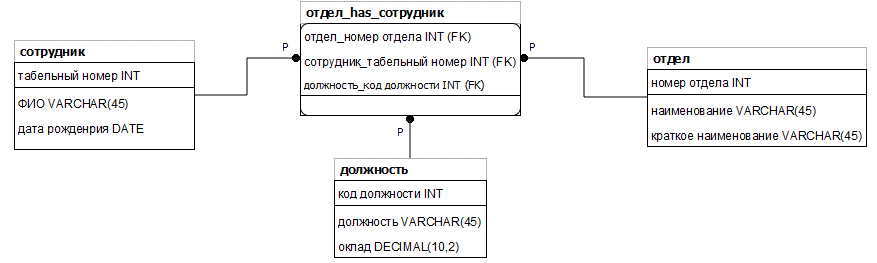 отдел_has_сотрудник
отдел_номер отдела INT (FK)
сотрудник_табельный номер INT (FK)
должность_код должности INT (FK)
P
P
P
сотрудник
табельный номер INT
ФИО VARCHAR(45)
дата рожденрия DATE
отдел
номер отдела INT
наименование VARCHAR(45)
краткое наименование VARCHAR(45)
должность
код должности INT
должность VARCHAR(45)
оклад DECIMAL(10,2)